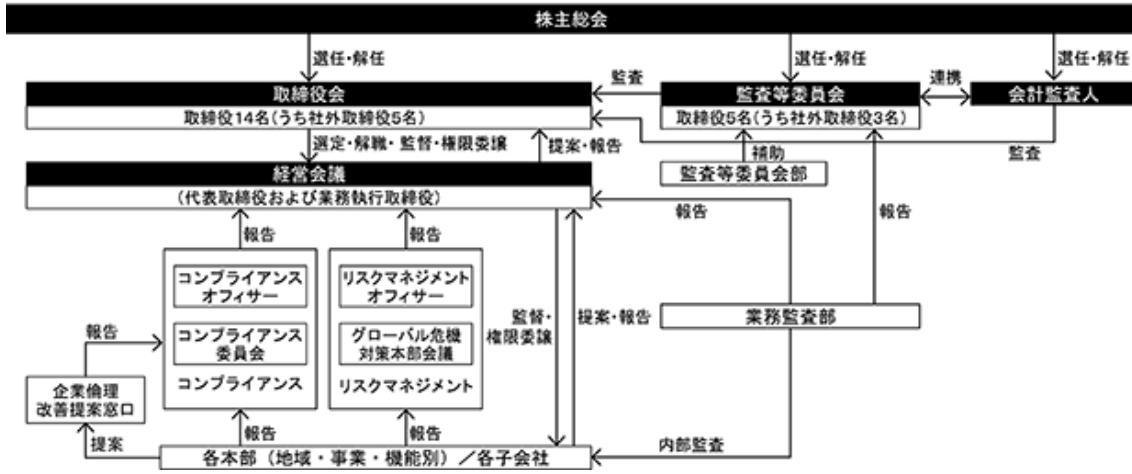 株主総会
選任・解任
選任・解任
選任・解任
監査
連携
取締役会
監査等委員会
会計監査人
取締役14名(うち社外取締役5名)
取締役5名(うち社外取締役3名)
選定・解職・監督・権限委譲
提案・報告
補助
監査
経営会議
監査等委員会部
(代表取締役および業務執行取締役)
報告
報告
報告
報告
コンプライアンス
オフィサー
リスクマネジメント
オフィサー
監督・
権限委譲
提案・報告
業務監査部
報告
コンプライアンス
委員会
グローバル危機
対策本部会議
コンプライアンス
リスクマネジメント
企業倫理
改善提案窓口
提案
報告
報告
内部監査
各本部(地域・事業・機能別)/各子会社